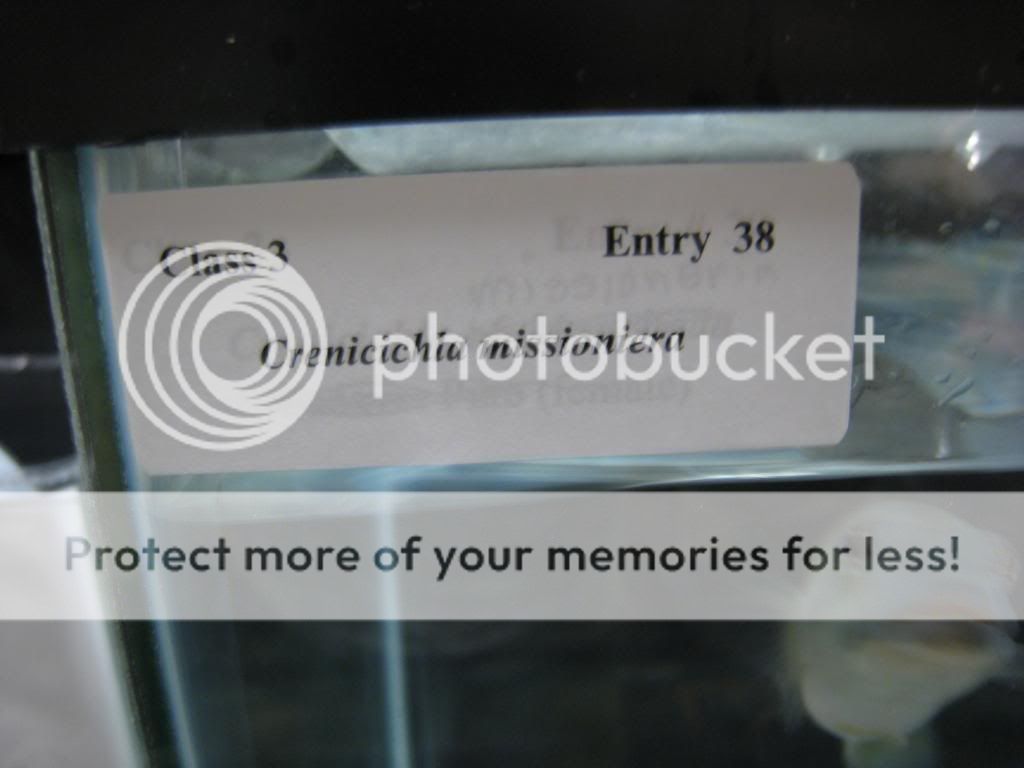 Class 3
Entry 38
Crenicichla missioniera
photobucket
Protect more of your memories for less!